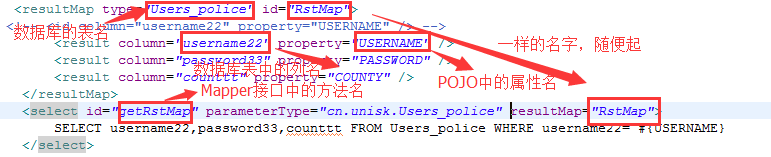 <resultMap type="Users_police" id="RstMap">
数据库的表名
<!-- <id column="username22" property="USERNAME" /> -->
<result column="username22" property="USERNAME" />
一样的名字，随便起
<result column="password33" property="PASSWORD" />
数据库表中的列名
POJO中的属性名
<result column="counttt" property="COUNTY" />
</resultMap>
Mapper接口中的方法名
<select id="getRstMap" parameterType="cn.unisk.Users_police" resultMap="RstMap">
SELECT username22,password33,counttt FROM Users_police WHERE username22= #{USERNAME}
</select>